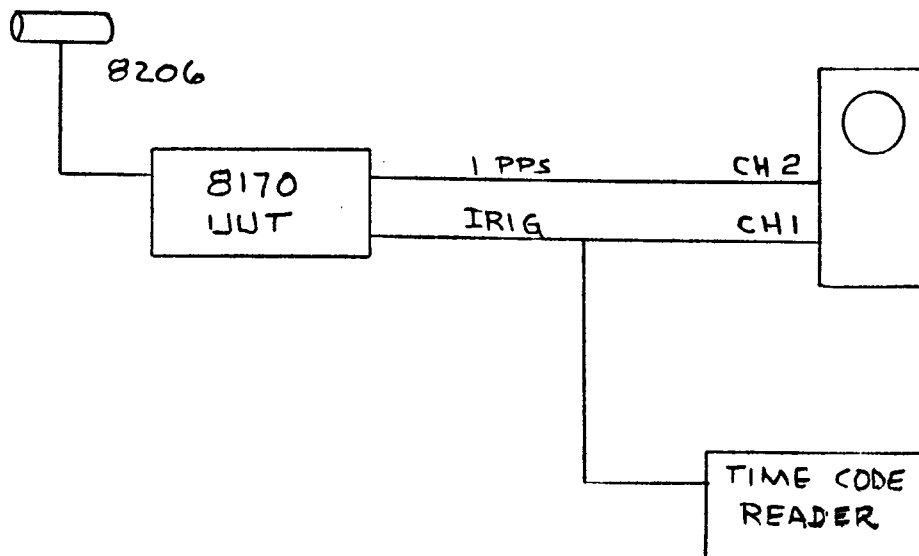 8206
8170
UUT
1 PPS
CH 2
IRIG
CH1
TIME CODE
READER